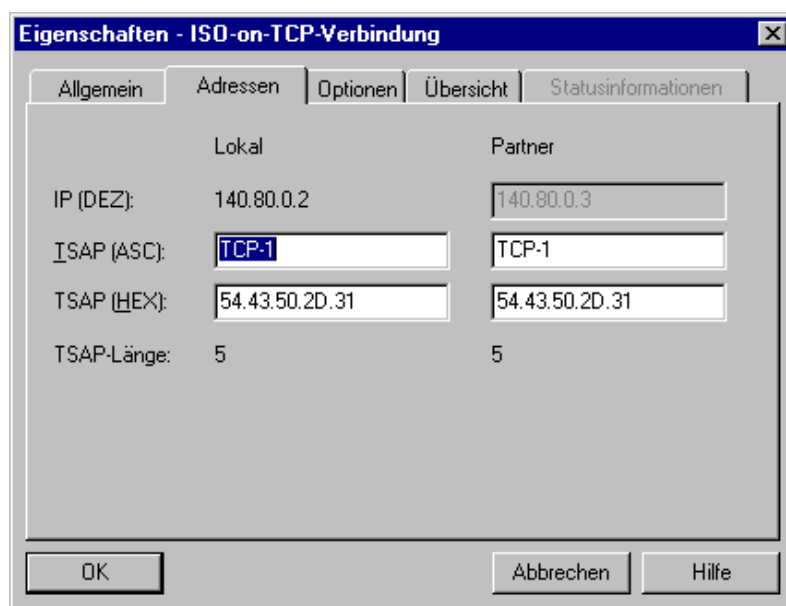 Eigenschaften - ISO-on-TCP-Verbindung
Allgemein Adressen Optionen Übersicht Statusinformationen
Lokal Partner
IP (DEZ): 140.80.0.2 140.80.0.3
TSAP (ASC): TCP-1 TCP-1
TSAP (HEX): 54.43.50.2D.31 54.43.50.2D.31
TSAP-Länge: 5 5
OK Abbrechen Hilfe